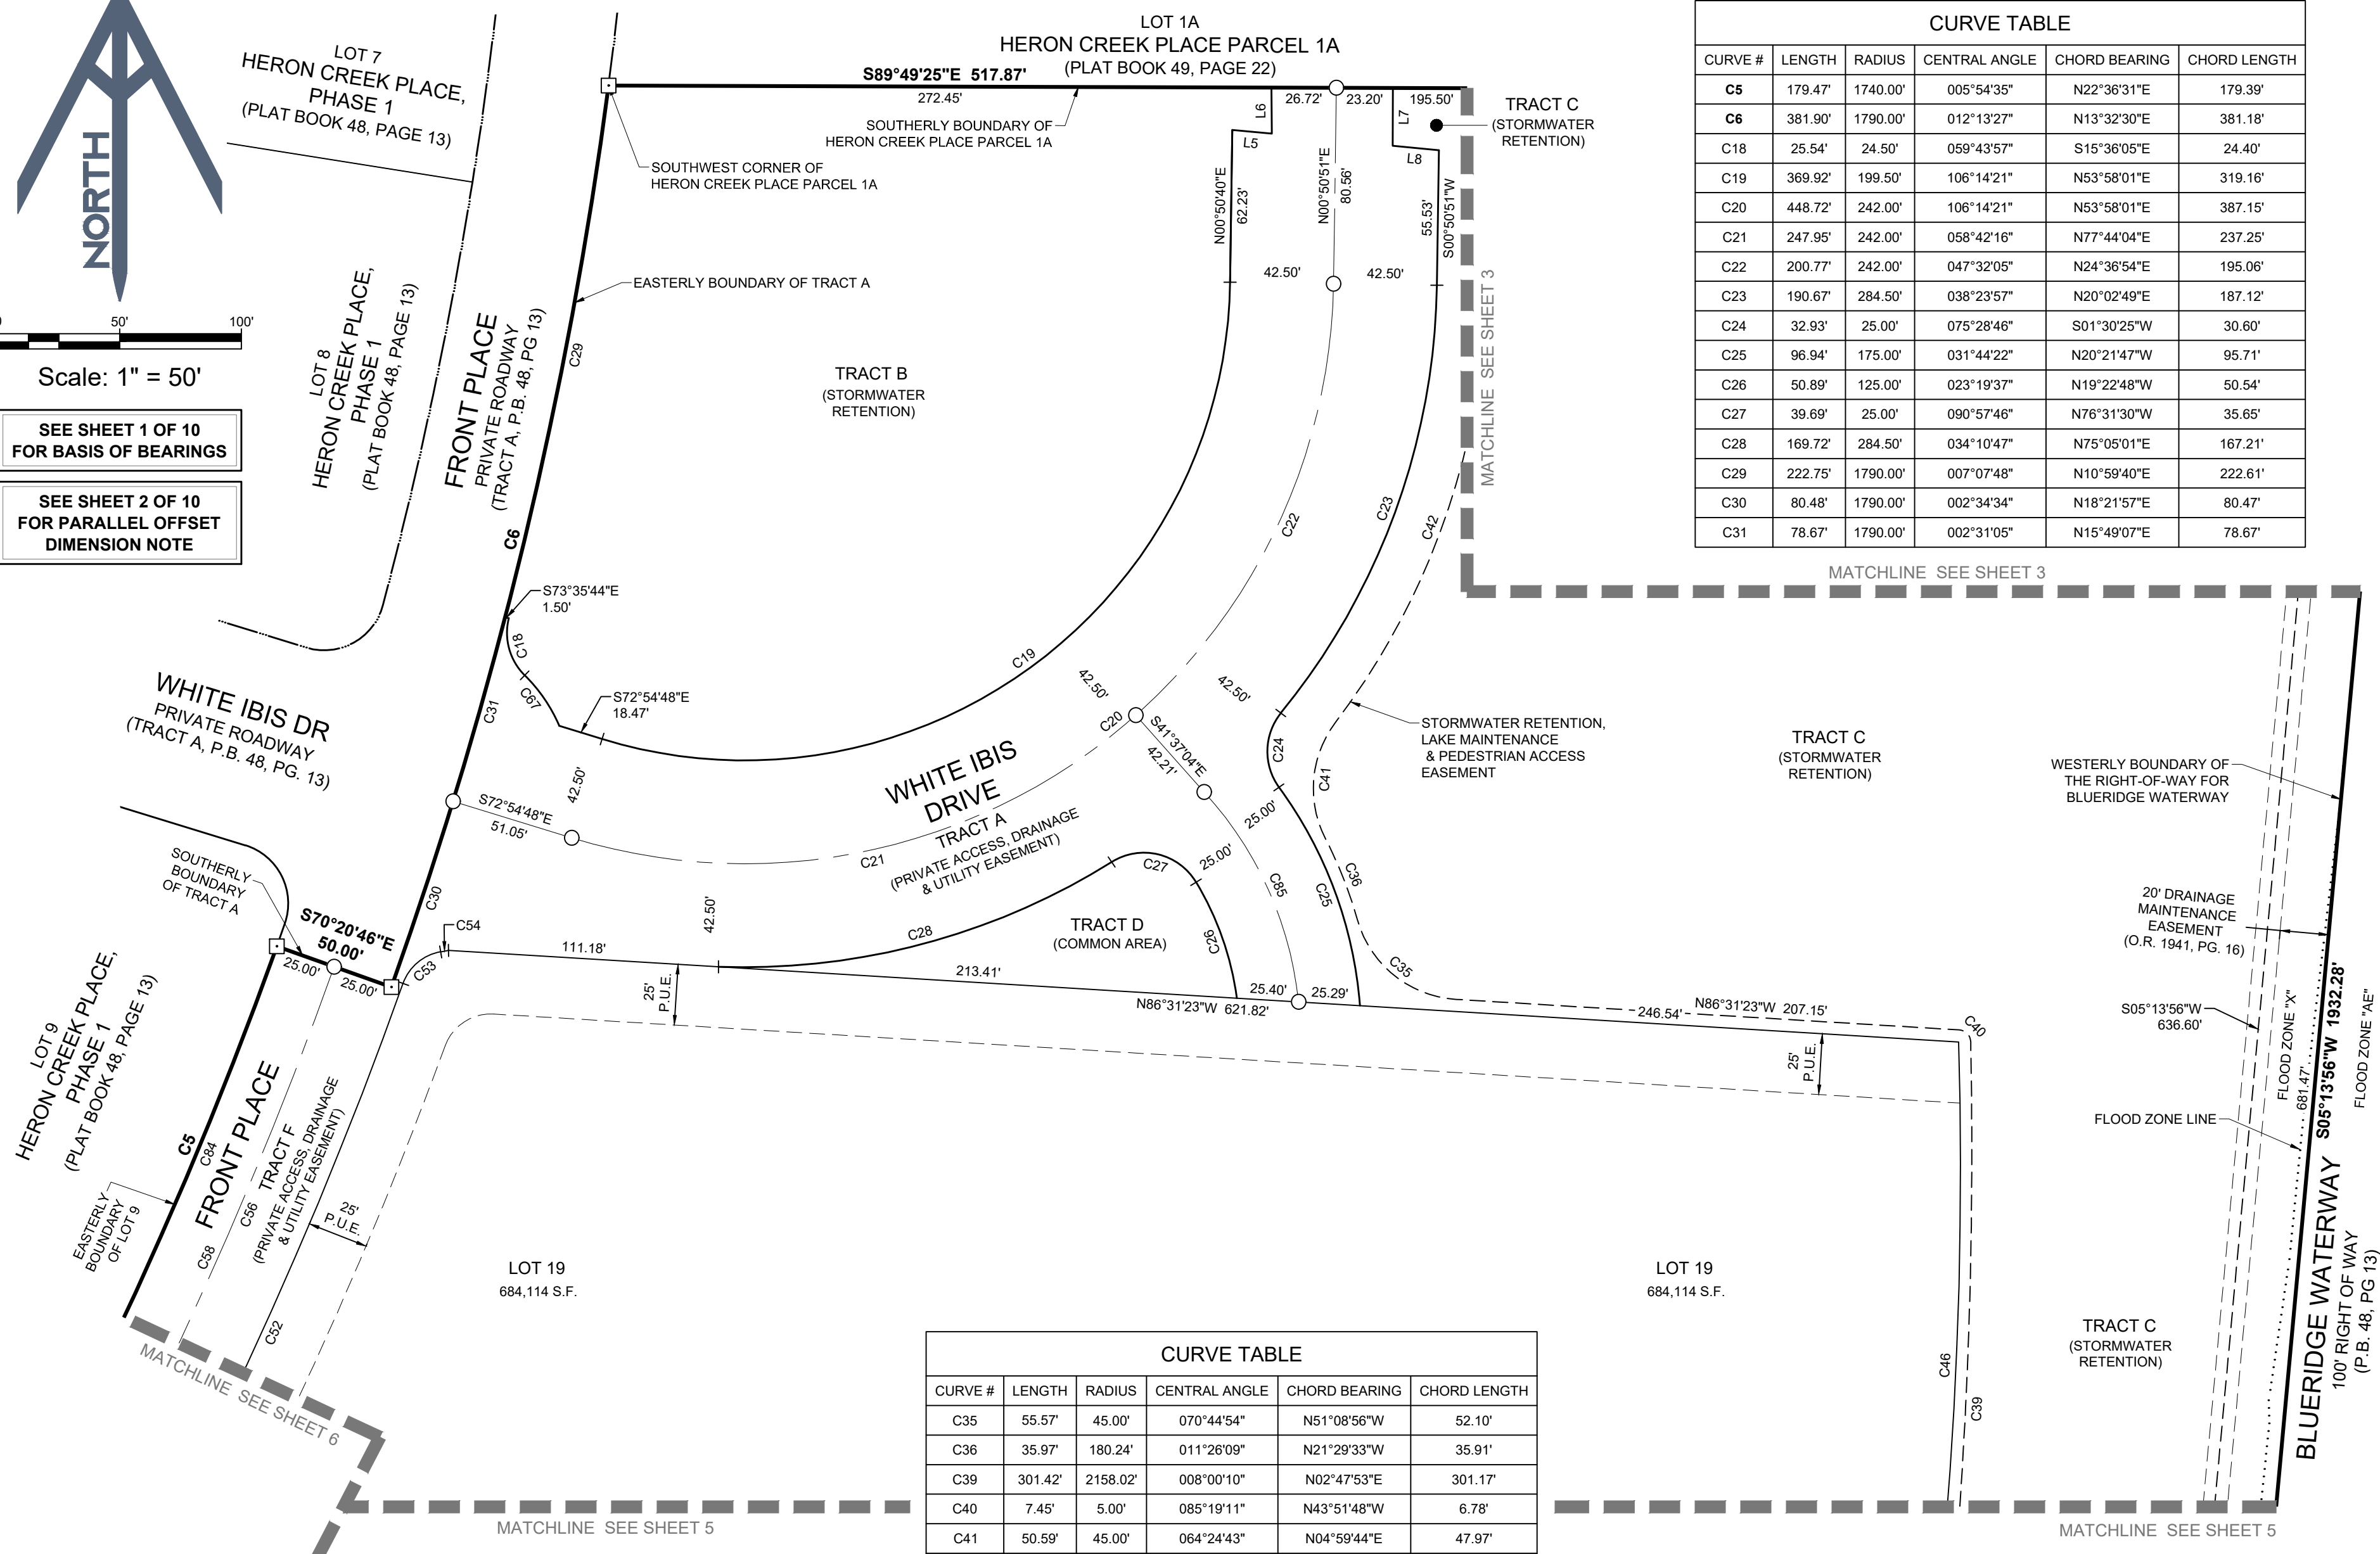 NORTH
50'
100'
Scale: 1" = 50'
SEE SHEET 1 OF 10
FOR BASIS OF BEARINGS
SEE SHEET 2 OF 10
FOR PARALLEL OFFSET
DIMENSION NOTE
LOT 7
HERON CREEK PLACE,
PHASE 1
(PLAT BOOK 48, PAGE 13)
LOT 8
HERON CREEK PLACE,
PHASE 1
(PLAT BOOK 48, PAGE 13)
FRONT PLACE
PRIVATE ROADWAY
(TRACT A, P.B. 48, PG 13)
LOT 1A
HERON CREEK PLACE PARCEL 1A
(PLAT BOOK 49, PAGE 22)
S89°49'25"E 517.87'
272.45'
26.72'
23.20'
195.50'
SOUTHERLY BOUNDARY OF
HERON CREEK PLACE PARCEL 1A
SOUTHWEST CORNER OF
HERON CREEK PLACE PARCEL 1A
EASTERLY BOUNDARY OF TRACT A
L6
L5
L7
L8
TRACT C
(STORMWATER
RETENTION)
N00°50'40"E
62.23'
N00°50'51"E
80.56'
55.53'
S00°50'51"W
42.50'
42.50'
MATCHLINE SEE SHEET 3
C29
TRACT B
(STORMWATER
RETENTION)
C6
C22
C23
C42
S73°35'44"E
1.50'
C18
C67
C19
C31
S72°54'48"E
18.47'
WHITE IBIS DR
PRIVATE ROADWAY
(TRACT A, P.B. 48, PG. 13)
42.50'
42.50'
42.50'
C20
S41°37'04"E
42.21'
C24
C41
STORMWATER RETENTION,
LAKE MAINTENANCE
& PEDESTRIAN ACCESS
EASEMENT
S72°54'48"E
51.05'
WHITE IBIS
DRIVE
TRACT A
(PRIVATE ACCESS, DRAINAGE
& UTILITY EASEMENT)
C21
25.00'
25.00'
C27
C85
C25
C36
C26
C28
C35
TRACT D
(COMMON AREA)
SOUTHERLY
BOUNDARY
OF TRACT A
S70°20'46"E
50.00'
25.00'
25.00'
C30
C54
C53
111.18'
42.50'
25'
P.U.E.
213.41'
N86°31'23"W 621.82'
25.40'
25.29'
246.54'
N86°31'23"W 207.15'
25'
P.U.E.
C40
LOT 9
HERON CREEK PLACE,
PHASE 1
(PLAT BOOK 48, PAGE 13)
C5
C84
FRONT PLACE
C56
C58
TRACT F
(PRIVATE ACCESS, DRAINAGE
& UTILITY EASEMENT)
25'
P.U.E.
EASTERLY
BOUNDARY
OF LOT 9
C52
MATCHLINE SEE SHEET 6
LOT 19
684,114 S.F.
LOT 19
684,114 S.F.
MATCHLINE SEE SHEET 5
MATCHLINE SEE SHEET 5
MATCHLINE SEE SHEET 3
TRACT C
(STORMWATER
RETENTION)
WESTERLY BOUNDARY OF
THE RIGHT-OF-WAY FOR
BLUERIDGE WATERWAY
20' DRAINAGE
MAINTENANCE
EASEMENT
(O.R. 1941, PG. 16)
S05°13'56"W
636.60'
FLOOD ZONE LINE
FLOOD ZONE "X"
681.47'
S05°13'56"W 1932.28'
FLOOD ZONE "AE"
BLUERIDGE WATERWAY
100' RIGHT OF WAY
(P.B. 48, PG 13)
TRACT C
(STORMWATER
RETENTION)
C46
C39
CURVE TABLE
CURVE # LENGTH RADIUS CENTRAL ANGLE CHORD BEARING CHORD LENGTH
C5 179.47' 1740.00' 005°54'35" N22°36'31"E 179.39'
C6 381.90' 1790.00' 012°13'27" N13°32'30"E 381.18'
C18 25.54' 24.50' 059°43'57" S15°36'05"E 24.40'
C19 369.92' 199.50' 106°14'21" N53°58'01"E 319.16'
C20 448.72' 242.00' 106°14'21" N53°58'01"E 387.15'
C21 247.95' 242.00' 058°42'16" N77°44'04"E 237.25'
C22 200.77' 242.00' 047°32'05" N24°36'54"E 195.06'
C23 190.67' 284.50' 038°23'57" N20°02'49"E 187.12'
C24 32.93' 25.00' 075°28'46" S01°30'25"W 30.60'
C25 96.94' 175.00' 031°44'22" N20°21'47"W 95.71'
C26 50.89' 125.00' 023°19'37" N19°22'48"W 50.54'
C27 39.69' 25.00' 090°57'46" N76°31'30"W 35.65'
C28 169.72' 284.50' 034°10'47" N75°05'01"E 167.21'
C29 222.75' 1790.00' 007°07'48" N10°59'40"E 222.61'
C30 80.48' 1790.00' 002°34'34" N18°21'57"E 80.47'
C31 78.67' 1790.00' 002°31'05" N15°49'07"E 78.67'
CURVE TABLE
CURVE # LENGTH RADIUS CENTRAL ANGLE CHORD BEARING CHORD LENGTH
C35 55.57' 45.00' 070°44'54" N51°08'56"W 52.10'
C36 35.97' 180.24' 011°26'09" N21°29'33"W 35.91'
C39 301.42' 2158.02' 008°00'10" N02°47'53"E 301.17'
C40 7.45' 5.00' 085°19'11" N43°51'48"W 6.78'
C41 50.59' 45.00' 064°24'43" N04°59'44"E 47.97'